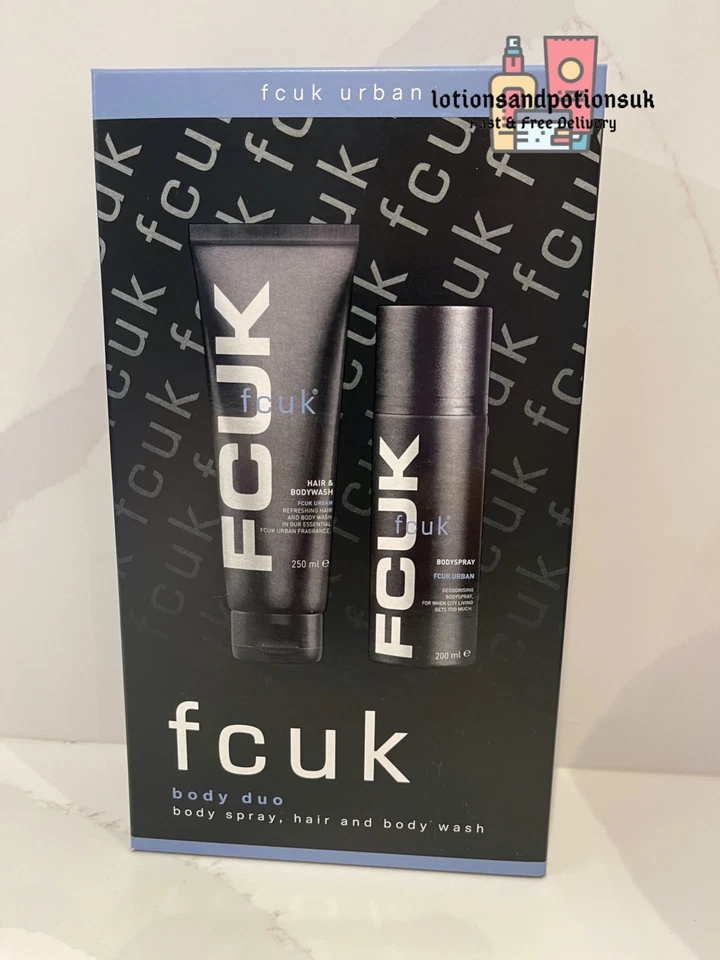 fcuk urban
lotionsandpotionsuk
Fast & Free Delivery
FCUK
fcuk®
HAIR &
BODYWASH
FCUK URBAN
REFRESHING HAIR
AND BODY WASH
IN OUR ESSENTIAL
FCUK URBAN FRAGRANCE.
250 ml ℮
FCUK
fcuk®
BODYSPRAY
FCUK URBAN
DEODORISING
BODYSPRAY,
FOR WHEN CITY LIVING
GETS TOO MUCH.
200 ml ℮
fcuk
body duo
body spray, hair and body wash